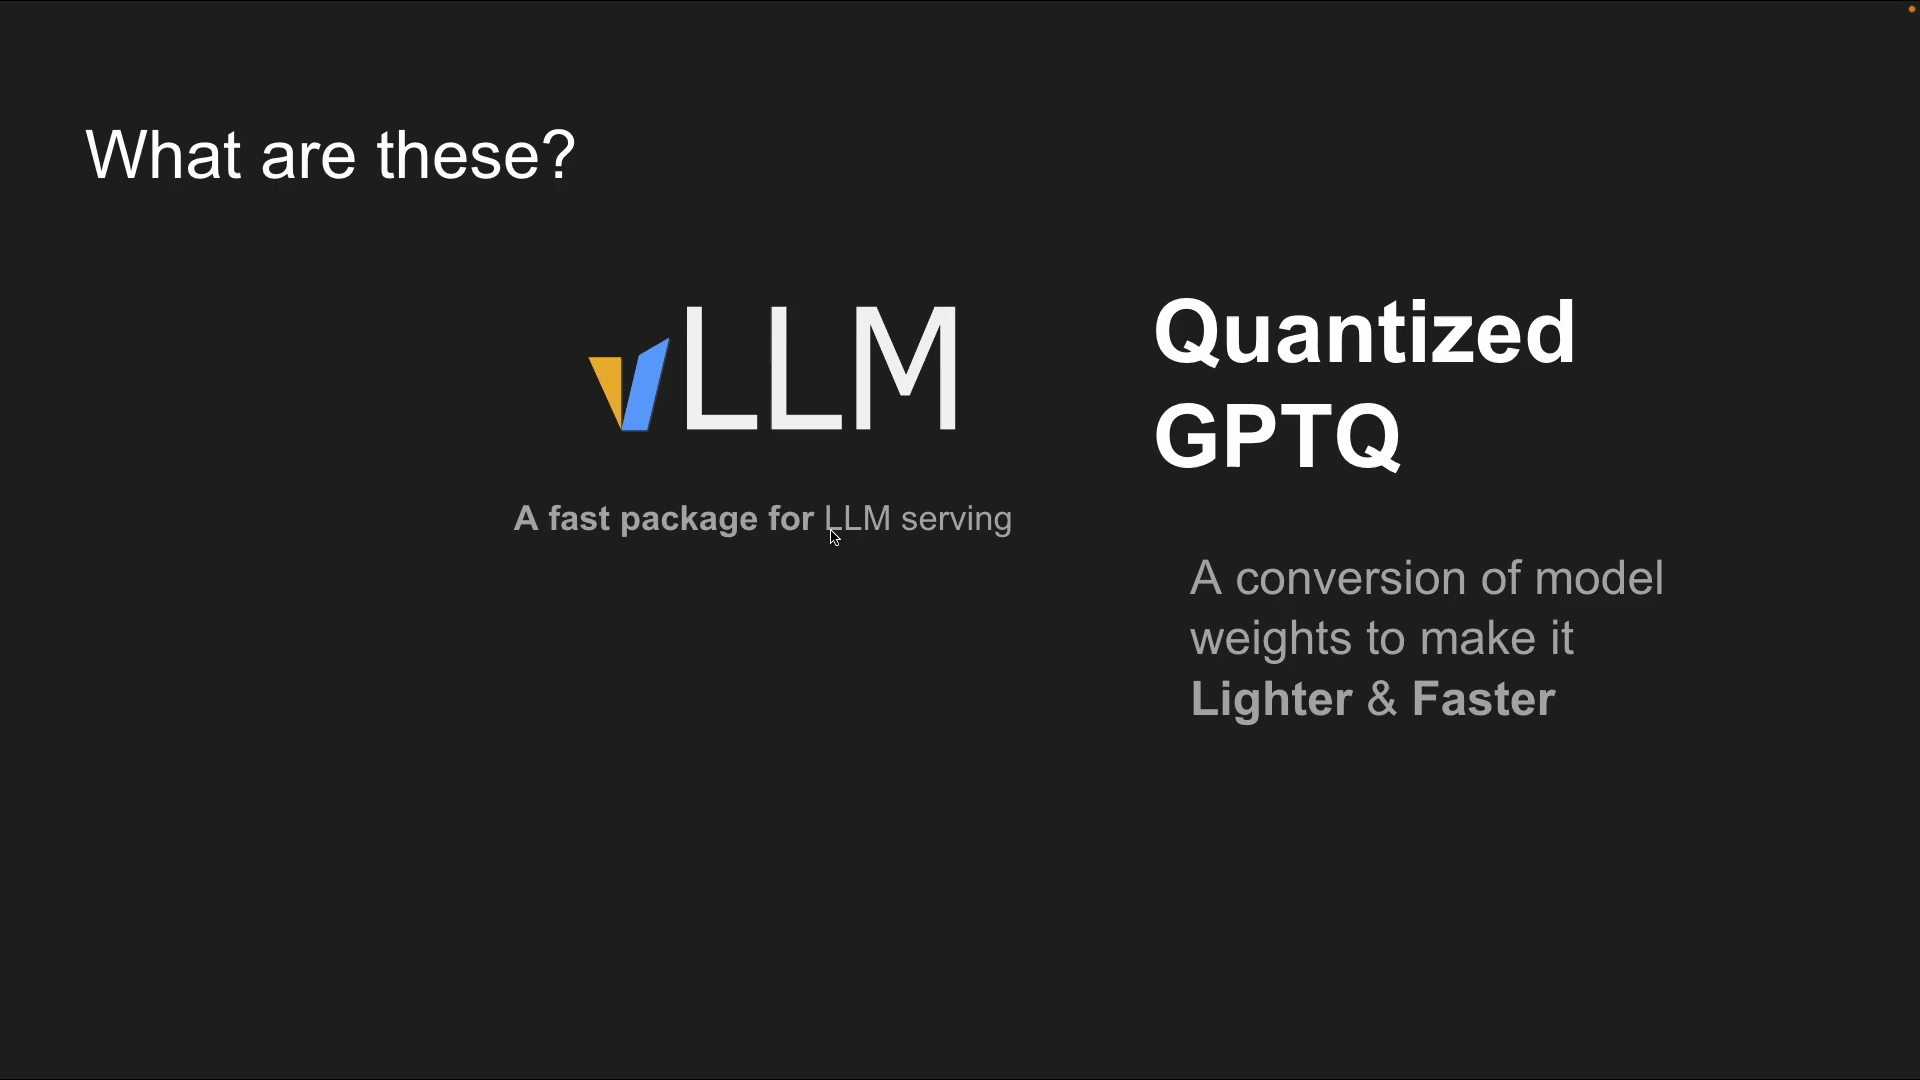 What are these?
vLLM
A fast package for LLM serving
Quantized
GPTQ
A conversion of model
weights to make it
Lighter & Faster